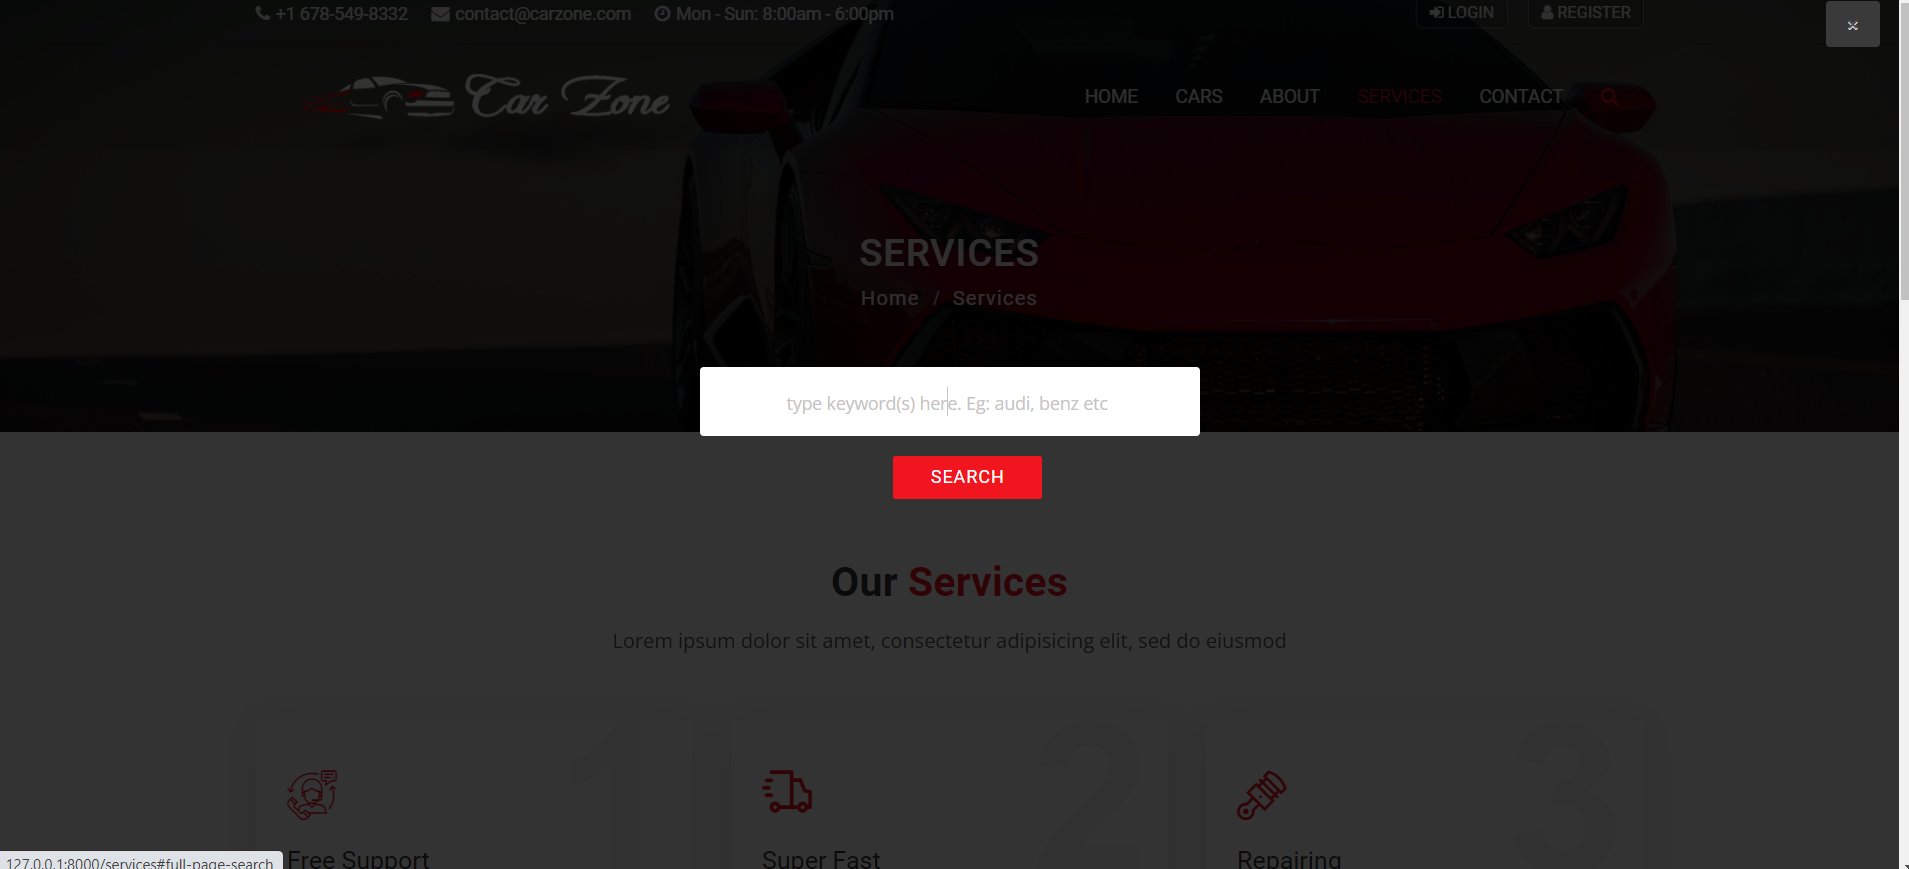 +1 678-549-8332 contact@carzone.com Mon - Sun: 8:00am - 6:00pm LOGIN REGISTER
×
Car Zone HOME CARS ABOUT SERVICES CONTACT
SERVICES
Home / Services
type keyword(s) here. Eg: audi, benz etc
SEARCH
Our Services
Lorem ipsum dolor sit amet, consectetur adipisicing elit, sed do eiusmod
1 2 3
Free Support Super Fast Repairing
127.0.0.1:8000/services#full-page-search